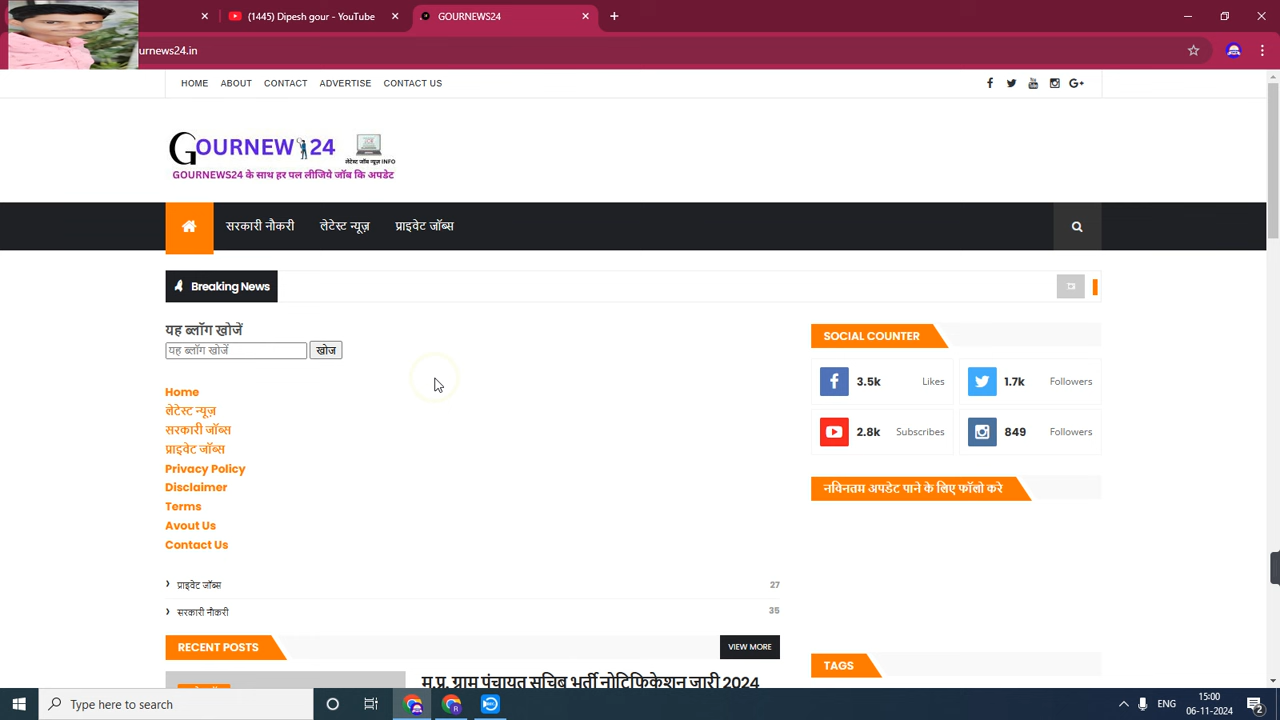 (1445) Dipesh gour - YouTube
GOURNEWS24
urnews24.in
HOME ABOUT CONTACT ADVERTISE CONTACT US
GOURNEW 24
लेटेस्ट जॉब न्यूज़ INFO
GOURNEWS24 के साथ हर पल लीजिये जॉब कि अपडेट
सरकारी नौकरी लेटेस्ट न्यूज़ प्राइवेट जॉब्स
Breaking News
यह ब्लॉग खोजें
यह ब्लॉग खोजें खोज
Home
लेटेस्ट न्यूज़
सरकारी जॉब्स
प्राइवेट जॉब्स
Privacy Policy
Disclaimer
Terms
Avout Us
Contact Us
प्राइवेट जॉब्स 27
सरकारी नौकरी 35
RECENT POSTS VIEW MORE
म.प्र. ग्राम पंचायत सचिब भर्ती नोटिफिकेशन जारी 2024
SOCIAL COUNTER
3.5k Likes 1.7k Followers
2.8k Subscribes 849 Followers
नविनतम अपडेट पाने के लिए फॉलो करे
TAGS
Type here to search
ENG
15:00
06-11-2024
2